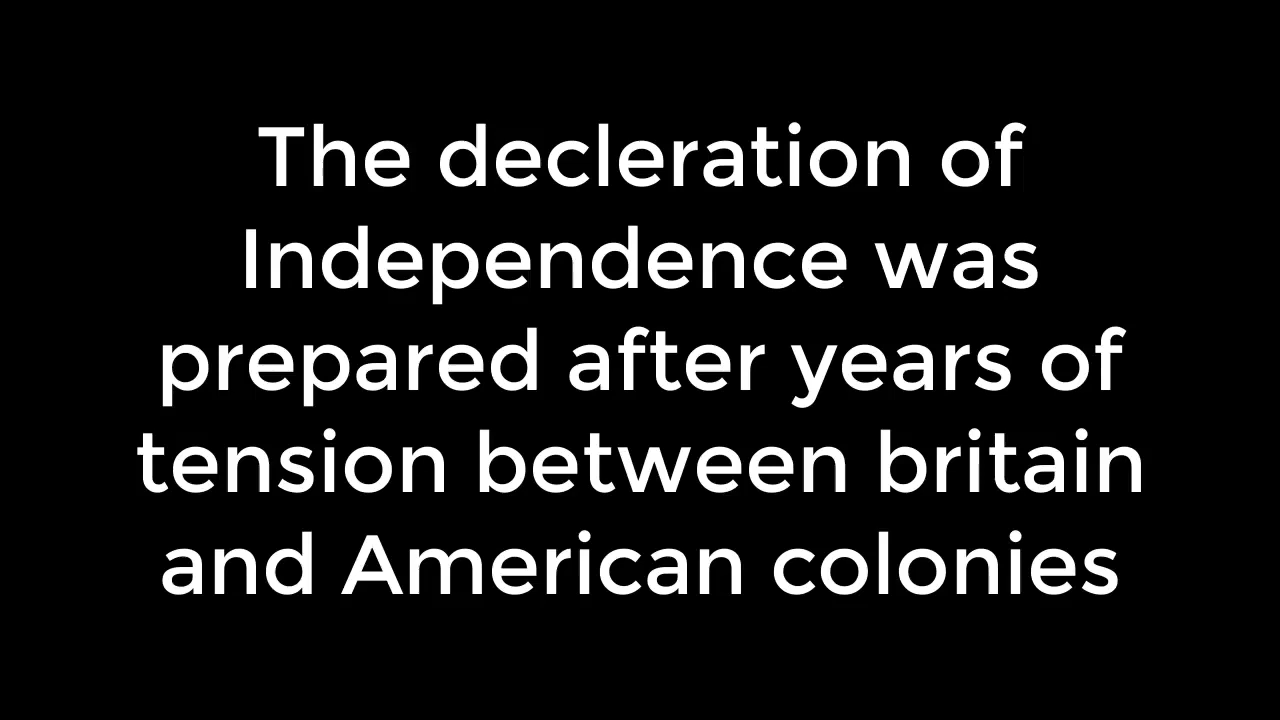 The decleration of
Independence was
prepared after years of
tension between britain
and American colonies